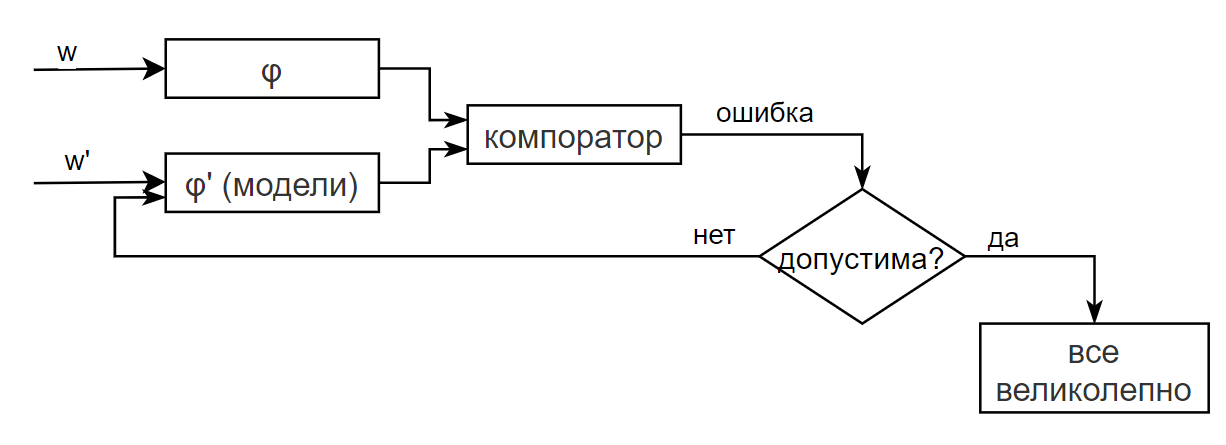 w
φ
w'
φ' (модели)
компоратор
ошибка
допустима?
нет
да
все
великолепно